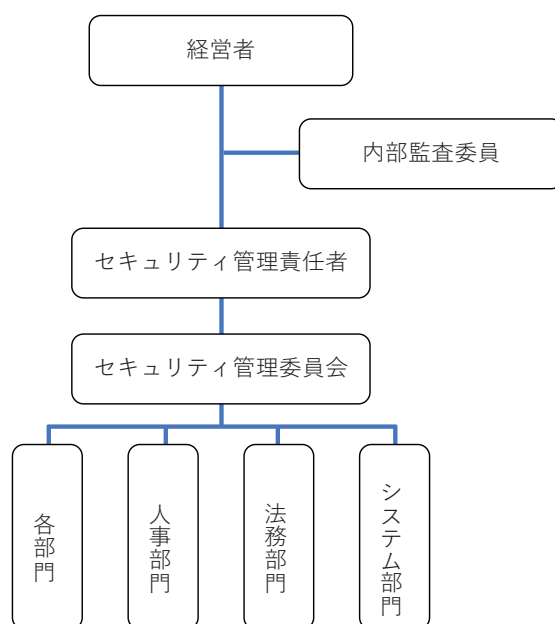 経営者
内部監査委員
セキュリティ管理責任者
セキュリティ管理委員会
各部門
人事部門
法務部門
システム部門